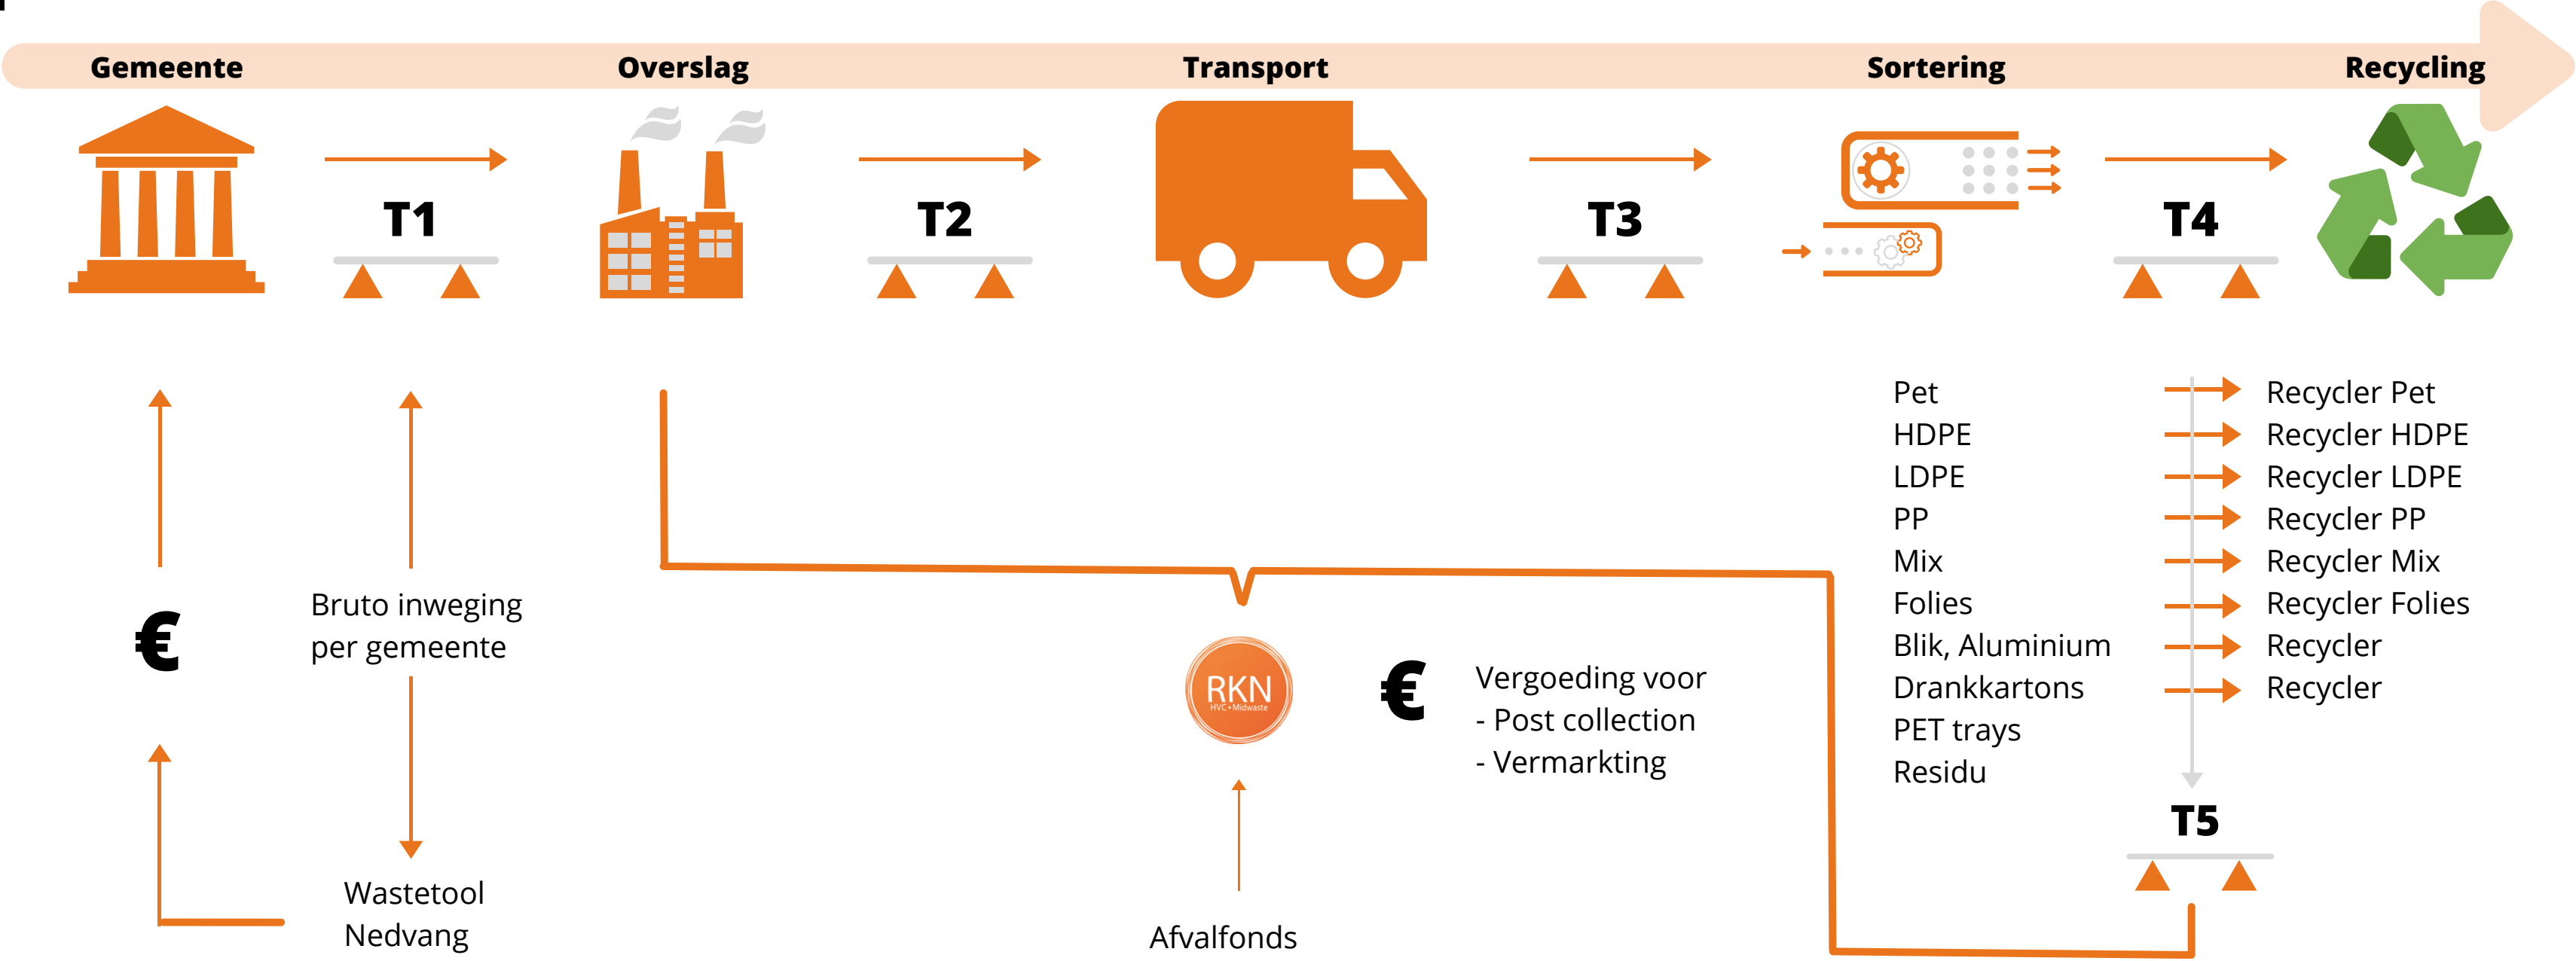 Gemeente
Overslag
Transport
Sortering
Recycling
T1
T2
T3
T4
€
Bruto inweging
per gemeente
Wastetool
Nedvang
RKN
HVC • Midwaste
Afvalfonds
€
Vergoeding voor
- Post collection
- Vermarkting
Pet
HDPE
LDPE
PP
Mix
Folies
Blik, Aluminium
Drankkartons
PET trays
Residu
Recycler Pet
Recycler HDPE
Recycler LDPE
Recycler PP
Recycler Mix
Recycler Folies
Recycler
Recycler
T5